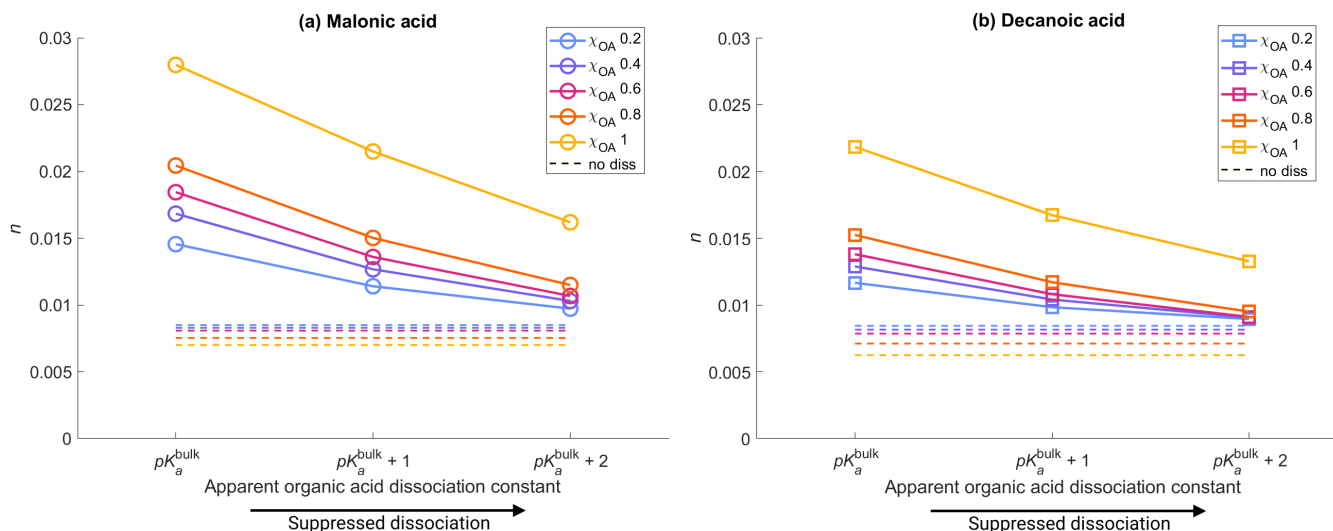 (a) Malonic acid
0.03
0.025
0.02
0.015
0.01
0.005
0
n
χOA 0.2
χOA 0.4
χOA 0.6
χOA 0.8
χOA 1
no diss
pKa^bulk
pKa^bulk + 1
pKa^bulk + 2
Apparent organic acid dissociation constant
Suppressed dissociation
(b) Decanoic acid
0.03
0.025
0.02
0.015
0.01
0.005
0
n
χOA 0.2
χOA 0.4
χOA 0.6
χOA 0.8
χOA 1
no diss
pKa^bulk
pKa^bulk + 1
pKa^bulk + 2
Apparent organic acid dissociation constant
Suppressed dissociation